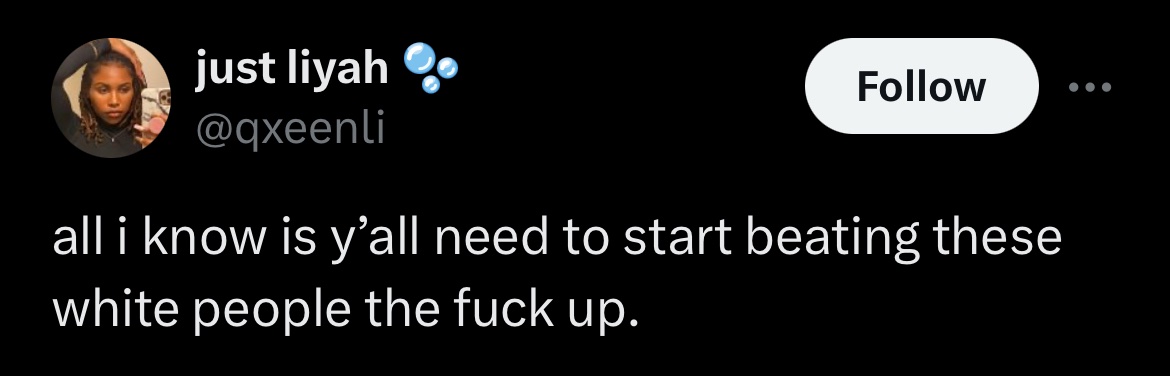 just liyah 🫧
@qxeenli
Follow
all i know is y’all need to start beating these
white people the fuck up.